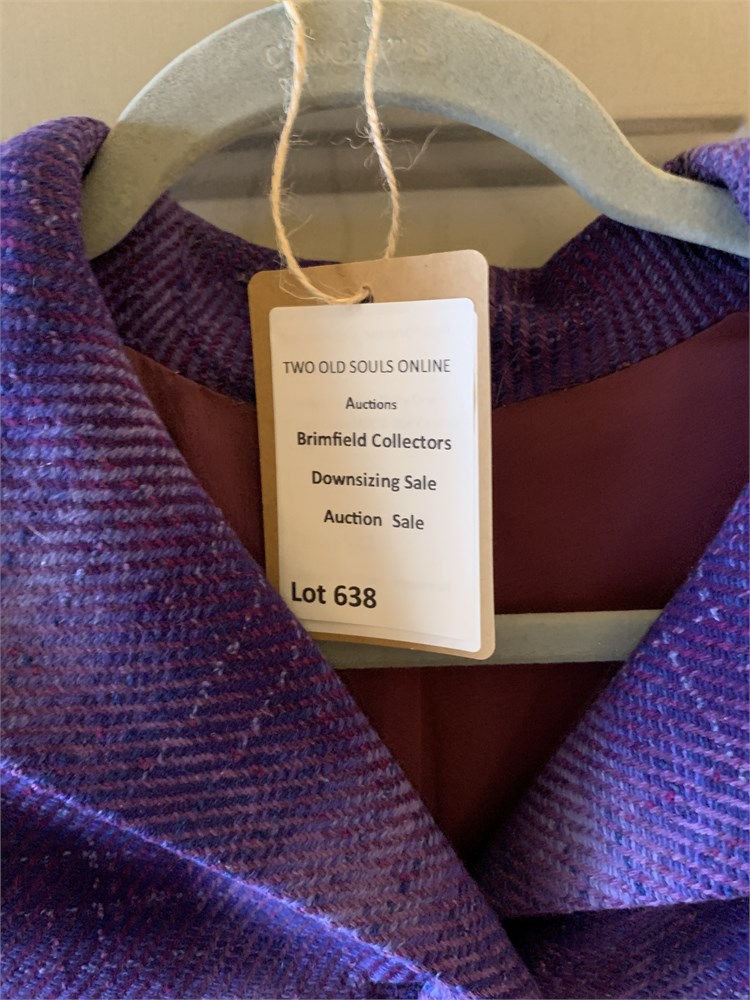 TWO OLD SOULS ONLINE
Auctions
Brimfield Collectors
Downsizing Sale
Auction Sale
Lot 638